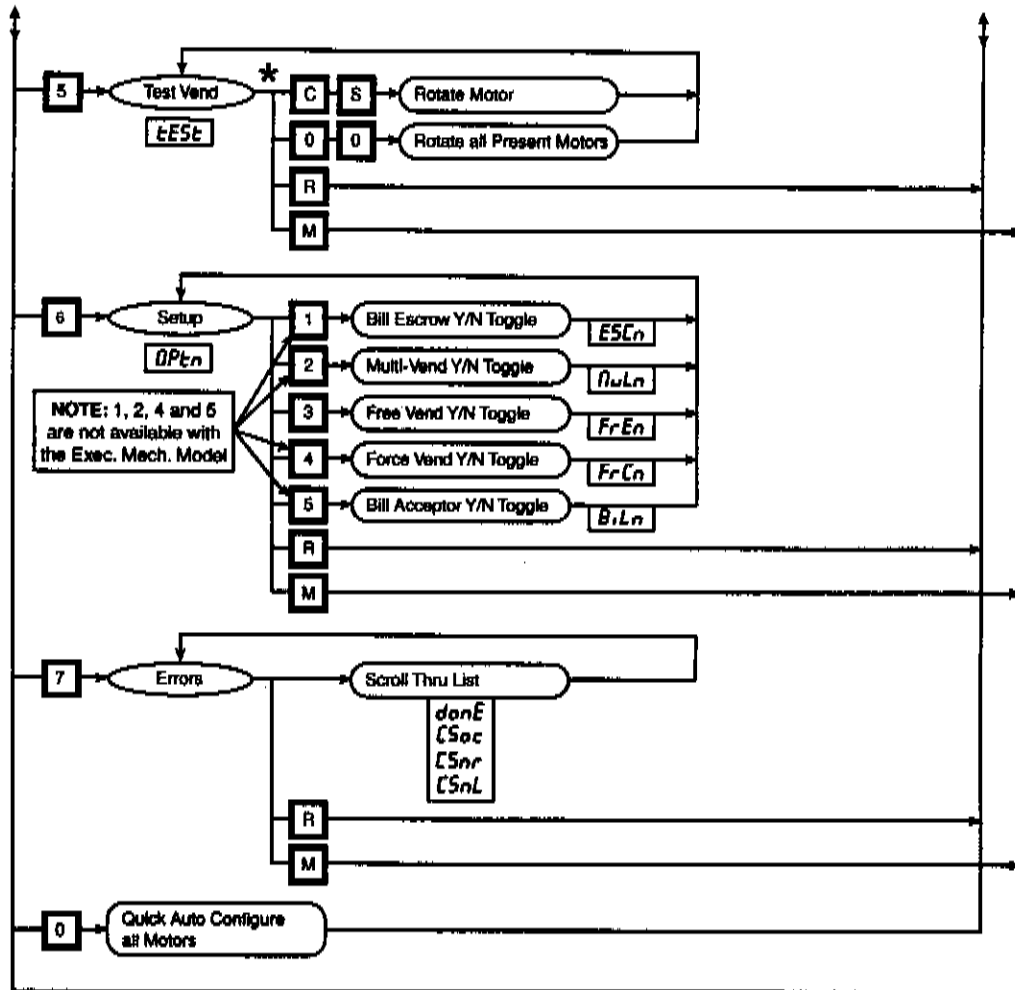 5
Test Vend
*
C
S
Rotate Motor
tESt
0
0
Rotate all Present Motors
R
M
6
Setup
1
Bill Escrow Y/N Toggle
ESCn
OPtn
2
Multi-Vend Y/N Toggle
NuLn
NOTE: 1, 2, 4 and 5
are not available with
the Exec. Mech. Model
3
Free Vend Y/N Toggle
FrEn
4
Force Vend Y/N Toggle
FrCn
5
Bill Acceptor Y/N Toggle
BiLn
R
M
7
Errors
Scroll Thru List
donE
CSoc
CSnr
CSnL
R
M
0
Quick Auto Configure
all Motors